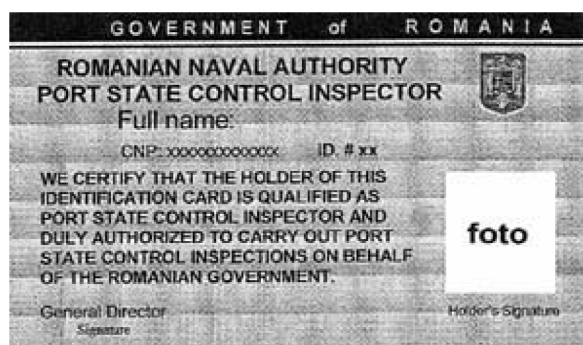 GOVERNMENT of ROMANIA
ROMANIAN NAVAL AUTHORITY
PORT STATE CONTROL INSPECTOR
Full name:
CNP: xxxxxxxxxxxxx ID. # xx
WE CERTIFY THAT THE HOLDER OF THIS
IDENTIFICATION CARD IS QUALIFIED AS
PORT STATE CONTROL INSPECTOR AND
DULY AUTHORIZED TO CARRY OUT PORT
STATE CONTROL INSPECTIONS ON BEHALF
OF THE ROMANIAN GOVERNMENT.
foto
General Director
Signature
Holder's Signature